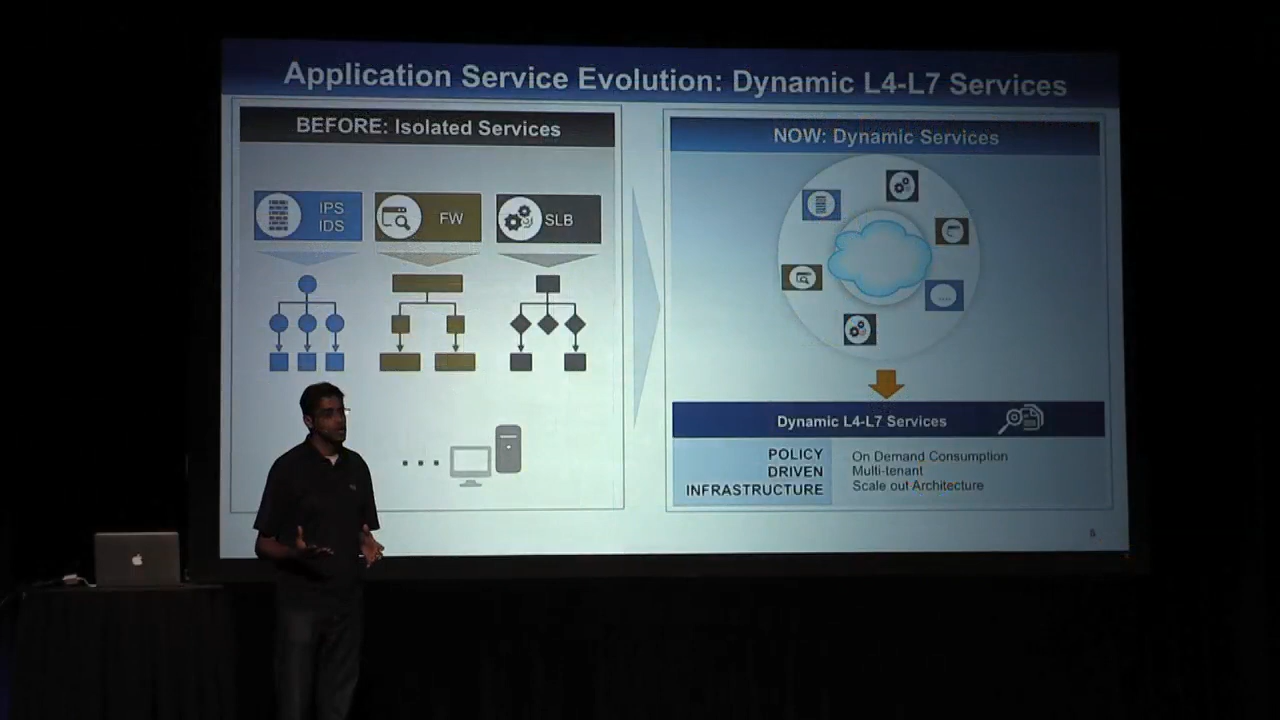 Application Service Evolution: Dynamic L4-L7 Services
BEFORE: Isolated Services
IPS
IDS
FW
SLB
NOW: Dynamic Services
Dynamic L4-L7 Services
POLICY
DRIVEN
INFRASTRUCTURE
On Demand Consumption
Multi-tenant
Scale out Architecture